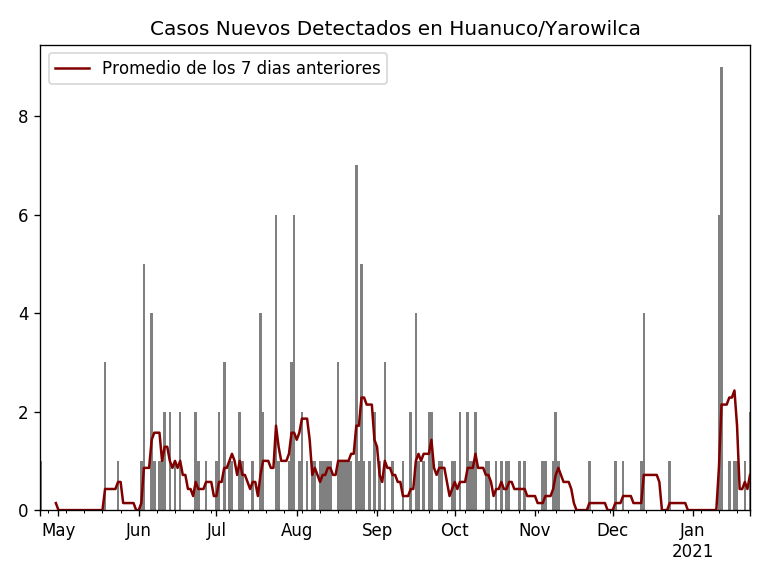 Casos Nuevos Detectados en Huanuco/Yarowilca
Promedio de los 7 dias anteriores
8
6
4
2
0
May Jun Jul Aug Sep Oct Nov Dec Jan
2021